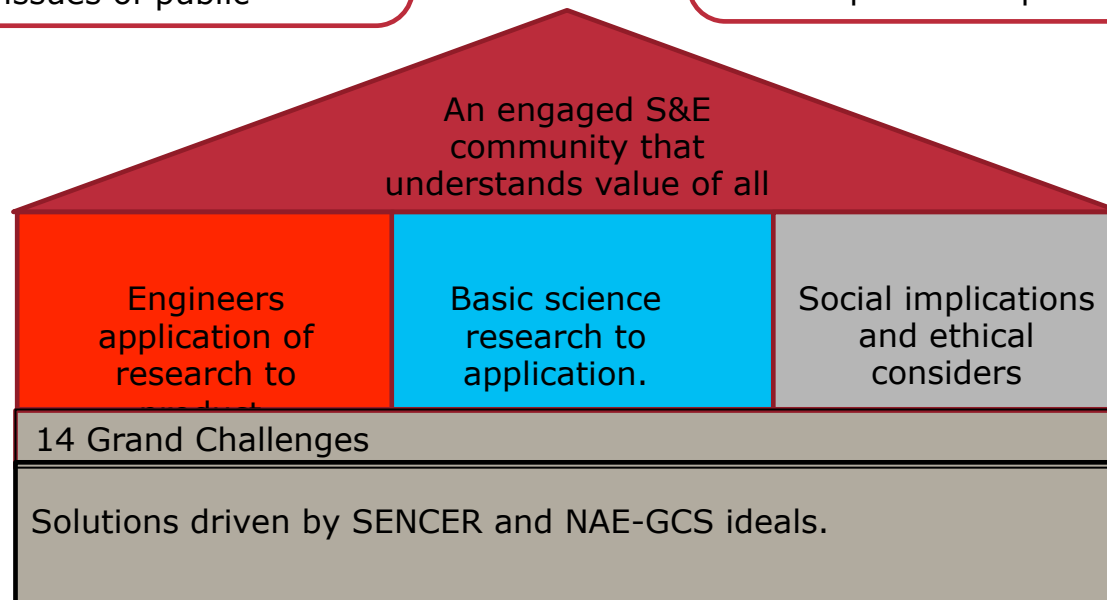 issues of public
An engaged S&E
community that
understands value of all
Engineers
application of
research to
Basic science
research to
application.
Social implications
and ethical
considers
14 Grand Challenges
Solutions driven by SENCER and NAE-GCS ideals.